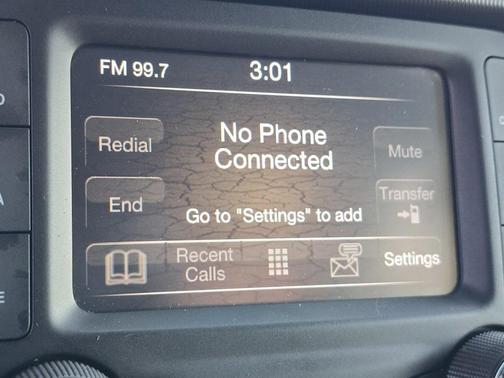 FM 99.7 3:01
Redial
No Phone
Connected
Mute
End
Go to "Settings" to add
Transfer
Recent
Calls
Settings